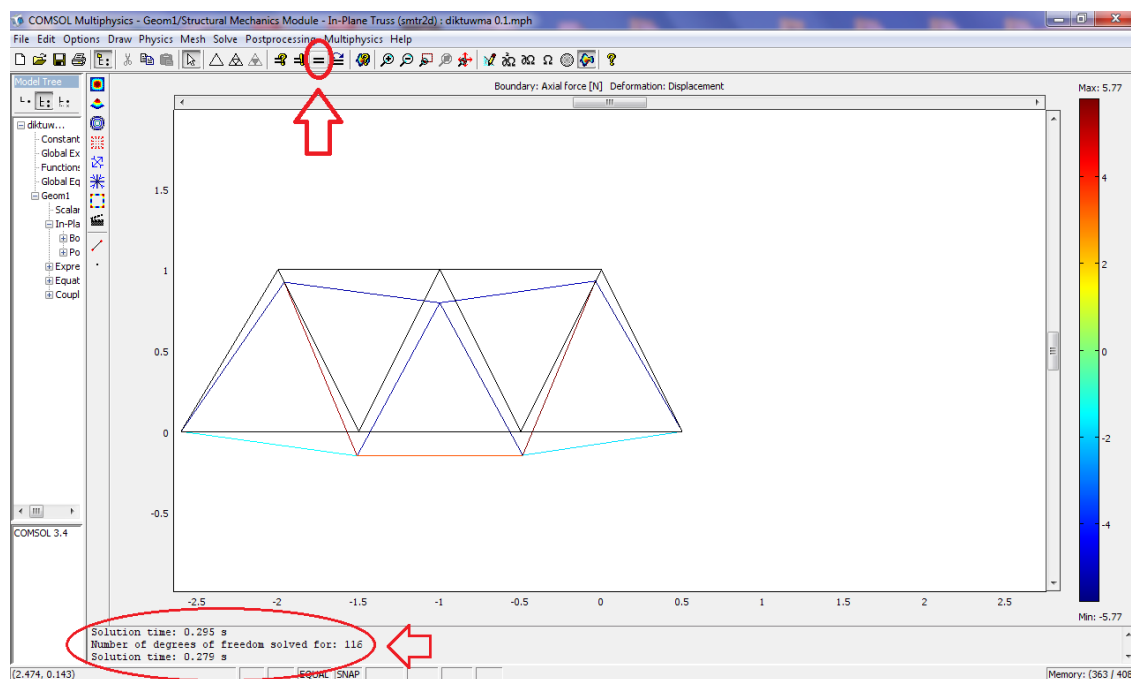 COMSOL Multiphysics - Geom1/Structural Mechanics Module - In-Plane Truss (smtr2d) : diktuwma 0.1.mph
File Edit Options Draw Physics Mesh Solve Postprocessing Multiphysics Help
Model Tree
diktuw...
Constant
Global Ex
Function:
Global Eq
Geom1
Scalar
In-Pla
Bo
Po
Expre
Equat
Coupl
COMSOL 3.4
Boundary: Axial force [N] Deformation: Displacement
Max: 5.77
1.5
1
0.5
0
-0.5
-2.5 -2 -1.5 -1 -0.5 0 0.5 1 1.5 2 2.5
4
2
0
-2
-4
Min: -5.77
Solution time: 0.295 s
Number of degrees of freedom solved for: 116
Solution time: 0.279 s
(2.474, 0.143) EQUAL SNAP Memory: (363 / 408